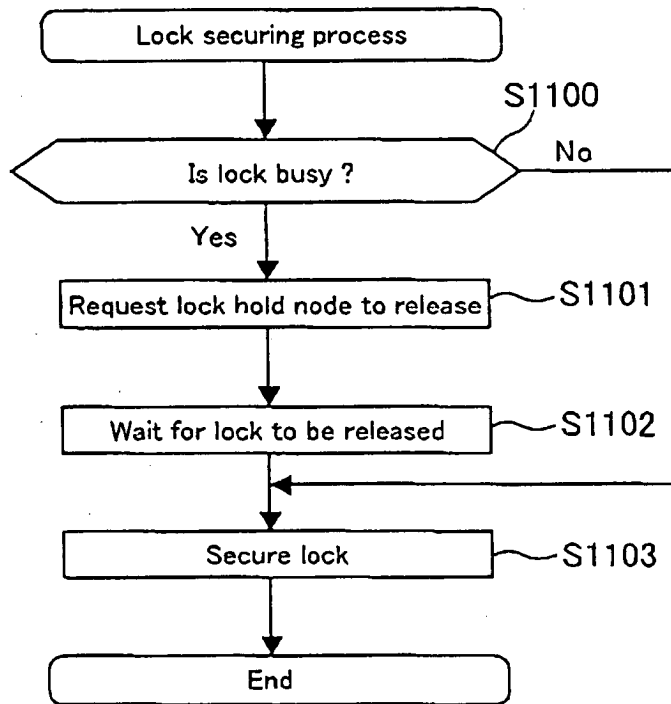 Lock securing process
S1100
Is lock busy ?
No
Yes
Request lock hold node to release
S1101
Wait for lock to be released
S1102
Secure lock
S1103
End